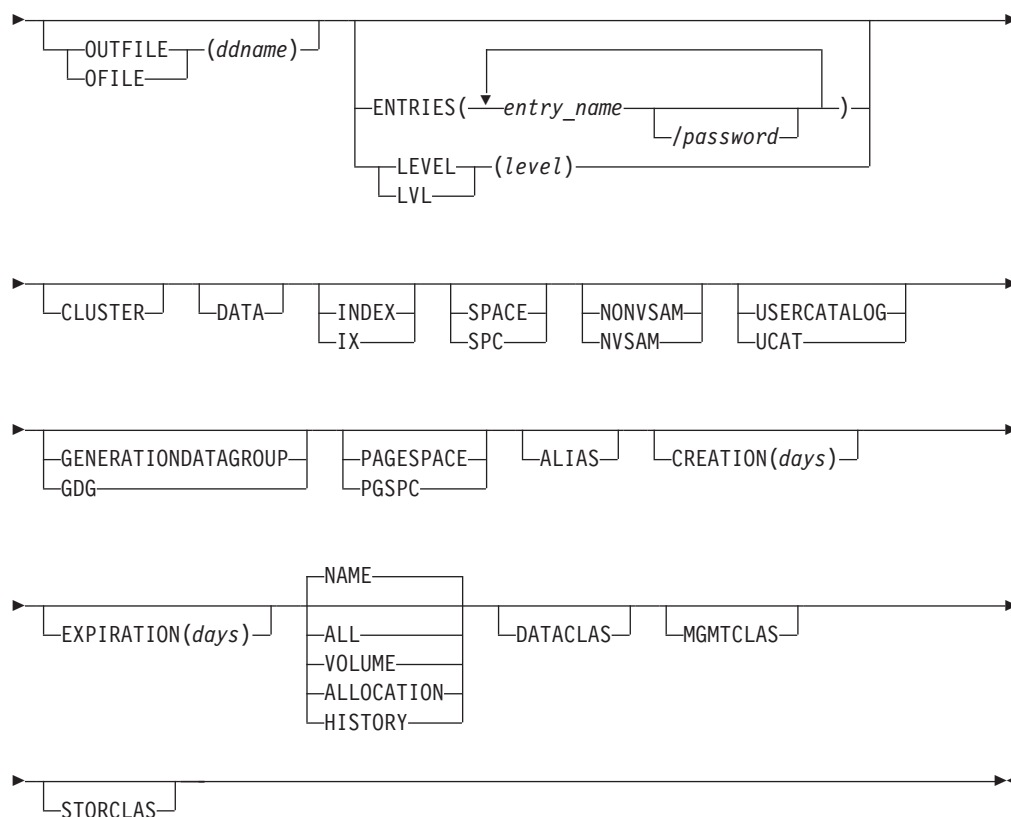 OUTFILE (ddname)
OFILE
ENTRIES( entry_name )
/password
LEVEL (level)
LVL
CLUSTER DATA INDEX SPACE NONVSAM USERCATALOG
IX SPC NVSAM UCAT
GENERATIONDATAGROUP PAGESPACE ALIAS CREATION(days)
GDG PGSPC
NAME
EXPIRATION(days) ALL DATACLAS MGMTCLAS
VOLUME
ALLOCATION
HISTORY
STORCLAS